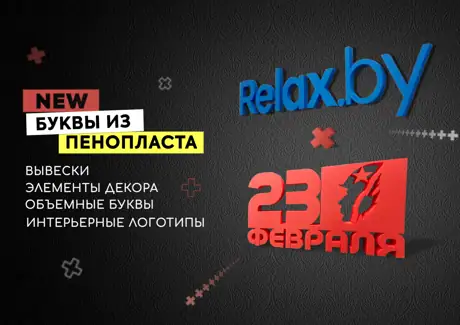 NEW
БУКВЫ ИЗ
ПЕНОПЛАСТА
ВЫВЕСКИ
ЭЛЕМЕНТЫ ДЕКОРА
ОБЪЕМНЫЕ БУКВЫ
ИНТЕРЬЕРНЫЕ ЛОГОТИПЫ
Relax.by
23
ФЕВРАЛЯ